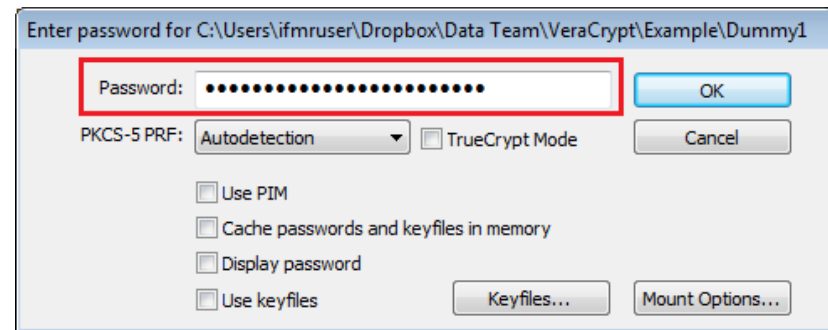 Enter password for C:\Users\ifmruser\Dropbox\Data Team\VeraCrypt\Example\Dummy1
Password: ●●●●●●●●●●●●●●●●●●●●●●●● OK
PKCS-5 PRF: Autodetection TrueCrypt Mode Cancel
Use PIM
Cache passwords and keyfiles in memory
Display password
Use keyfiles Keyfiles... Mount Options...